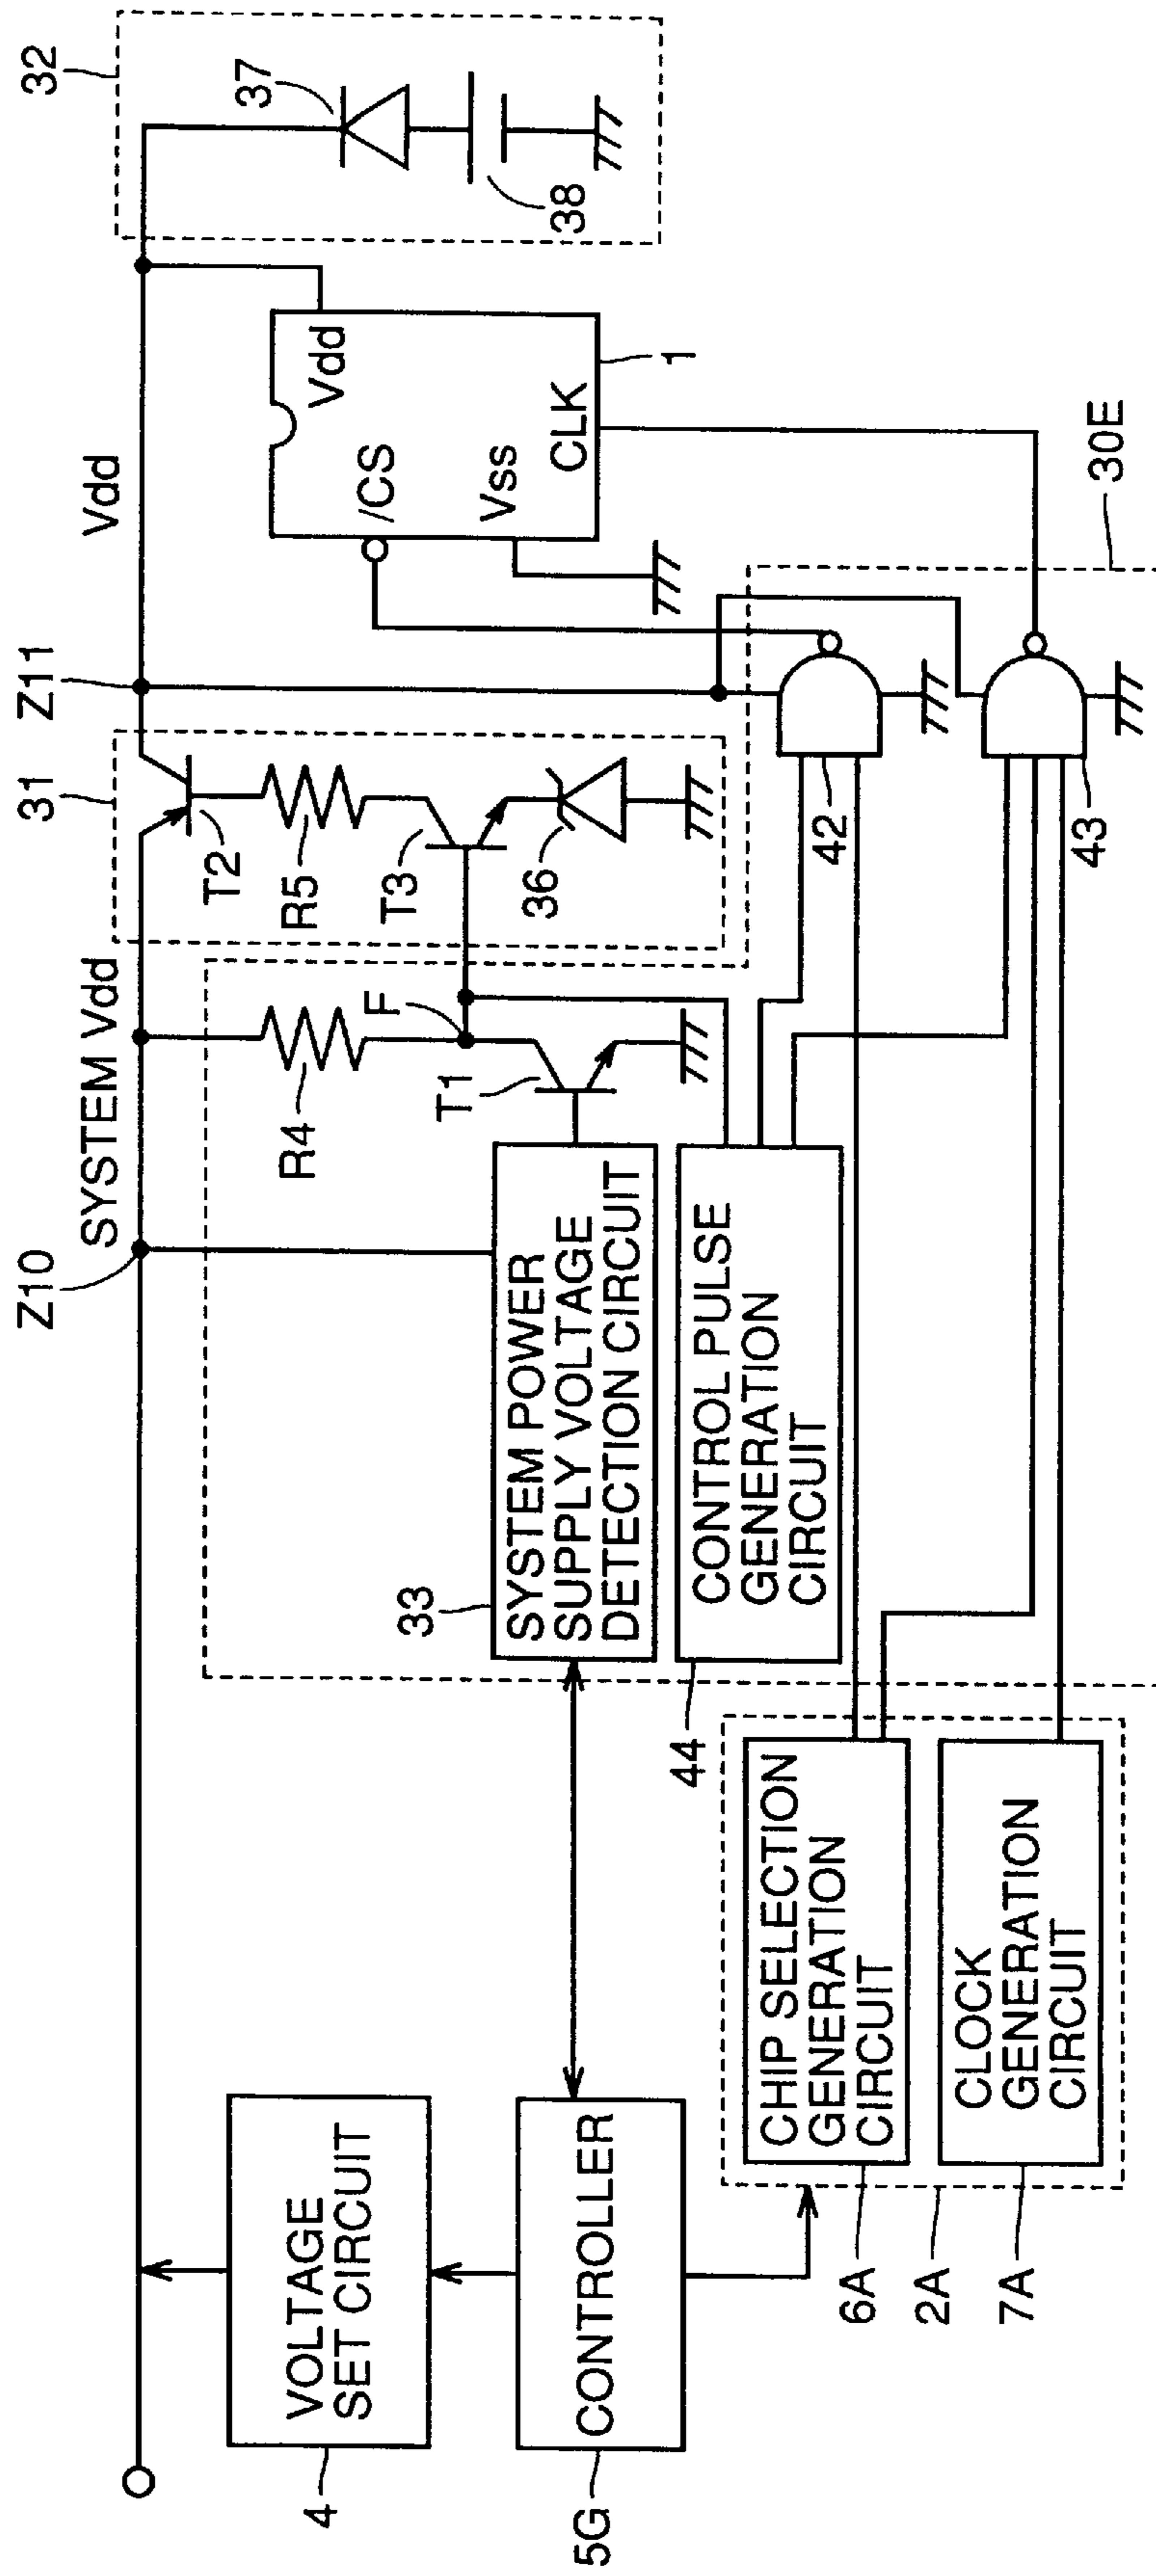 32
37
38
Vdd
Z11
31
T2
R5
T3
36
SYSTEM Vdd
Z10
R4
F
T1
Vdd
/CS
Vss
CLK
1
30E
33
SYSTEM POWER
SUPPLY VOLTAGE
DETECTION CIRCUIT
CONTROL PULSE
GENERATION
CIRCUIT
44
42
43
VOLTAGE
SET CIRCUIT
4
CONTROLLER
5G
CHIP SELECTION
GENERATION
CIRCUIT
CLOCK
GENERATION
CIRCUIT
6A
2A
7A